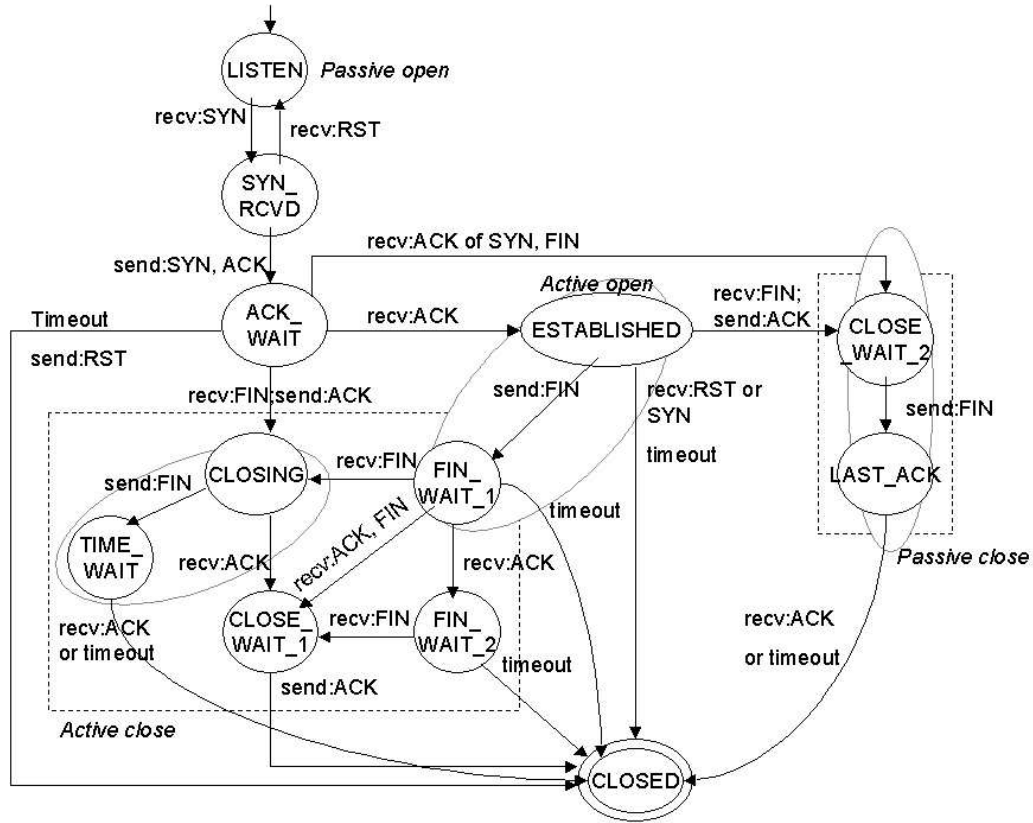 LISTEN
Passive open
recv:SYN
recv:RST
SYN_
RCVD
recv:ACK of SYN, FIN
send:SYN, ACK
Active open
recv:FIN;
send:ACK
Timeout
ACK_
WAIT
recv:ACK
ESTABLISHED
CLOSE
_WAIT_2
send:RST
recv:FIN;send:ACK
send:FIN
recv:RST or
SYN
timeout
send:FIN
CLOSING
recv:FIN
FIN_
WAIT_1
LAST_ACK
send:FIN
timeout
TIME_
WAIT
recv:ACK
recv:ACK, FIN
recv:ACK
Passive close
CLOSE_
WAIT_1
recv:FIN
FIN_
WAIT_2
recv:ACK
or timeout
timeout
recv:ACK
or timeout
send:ACK
Active close
CLOSED